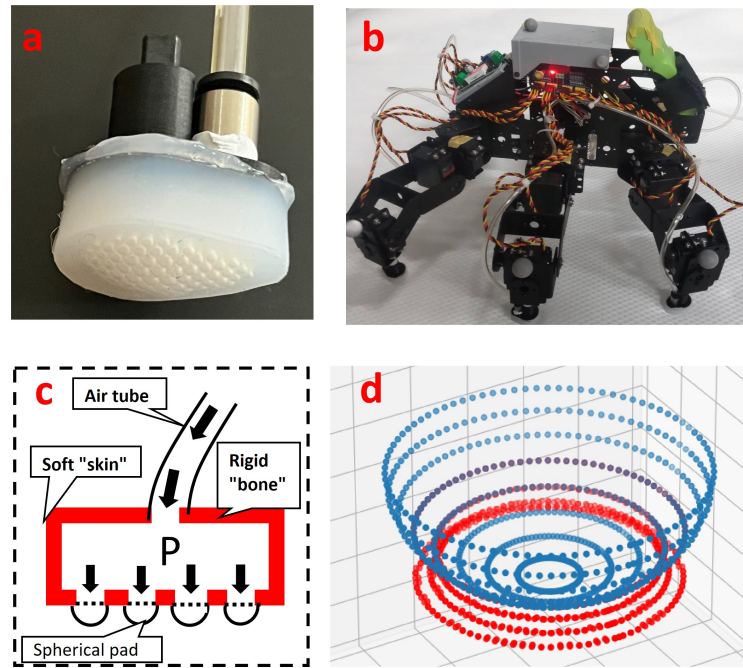 a
b
c
Air tube
Soft "skin"
Rigid
"bone"
P
Spherical pad
d